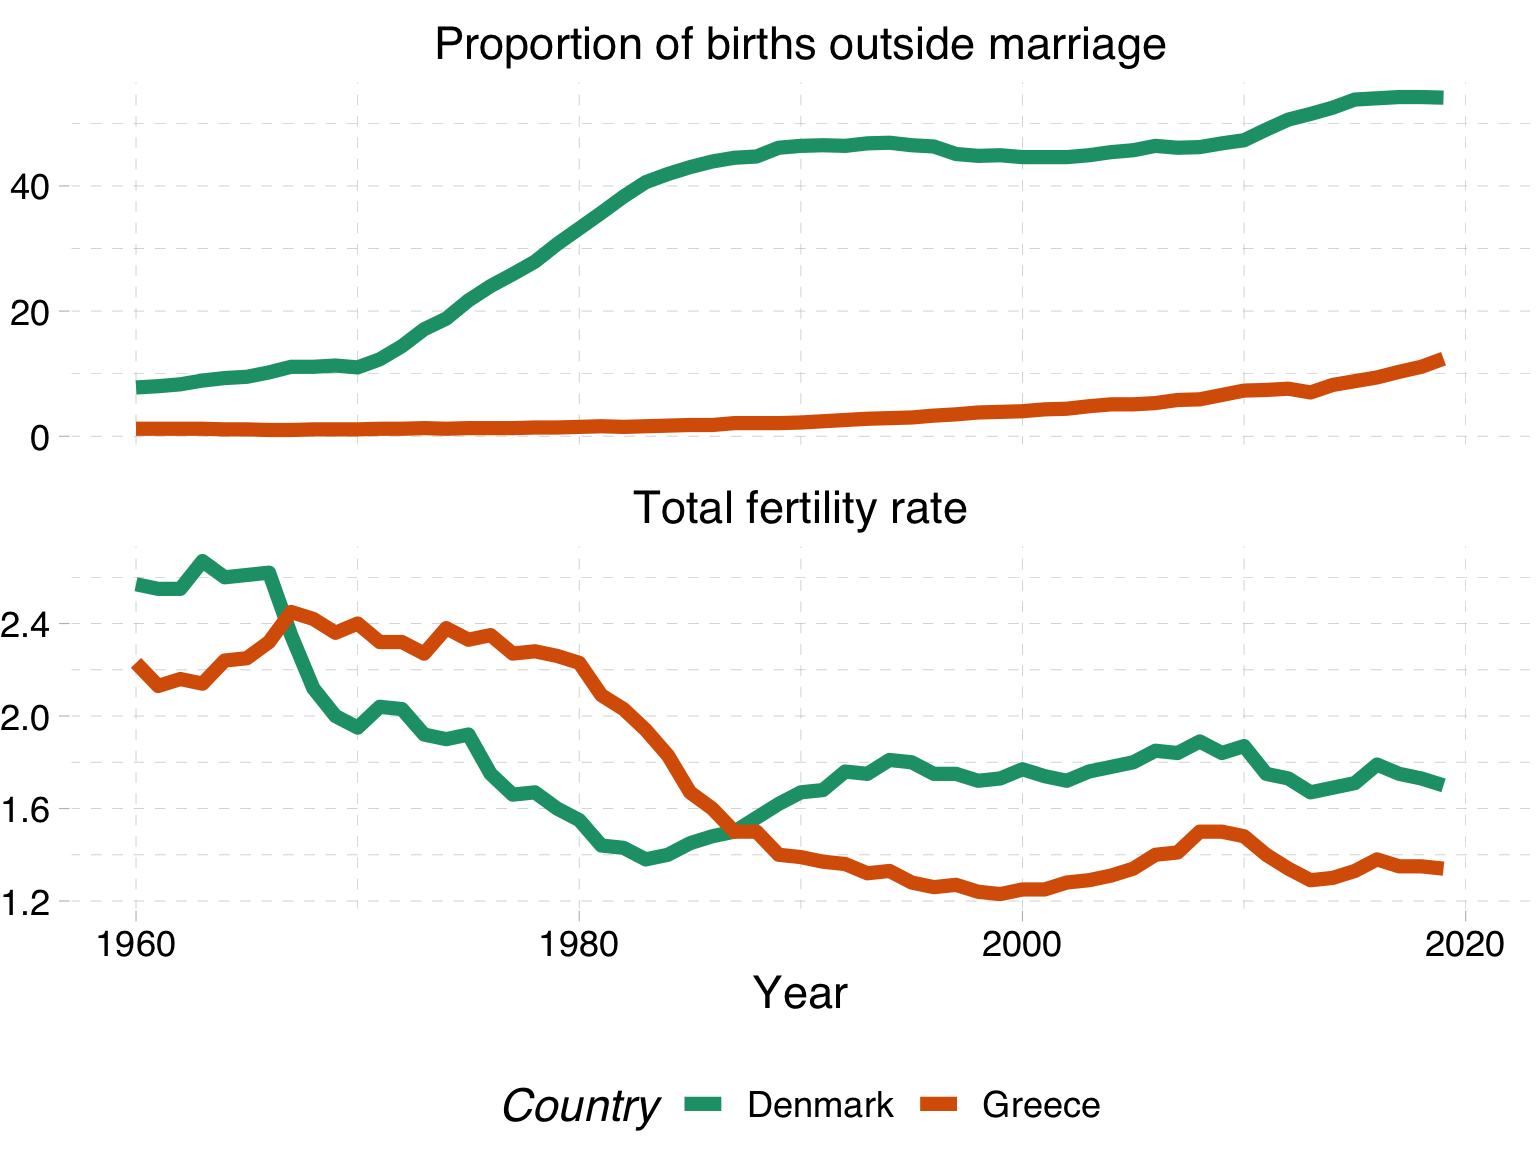 Proportion of births outside marriage
40
20
0
Total fertility rate
2.4
2.0
1.6
1.2
1960 1980 2000 2020
Year
Country Denmark Greece